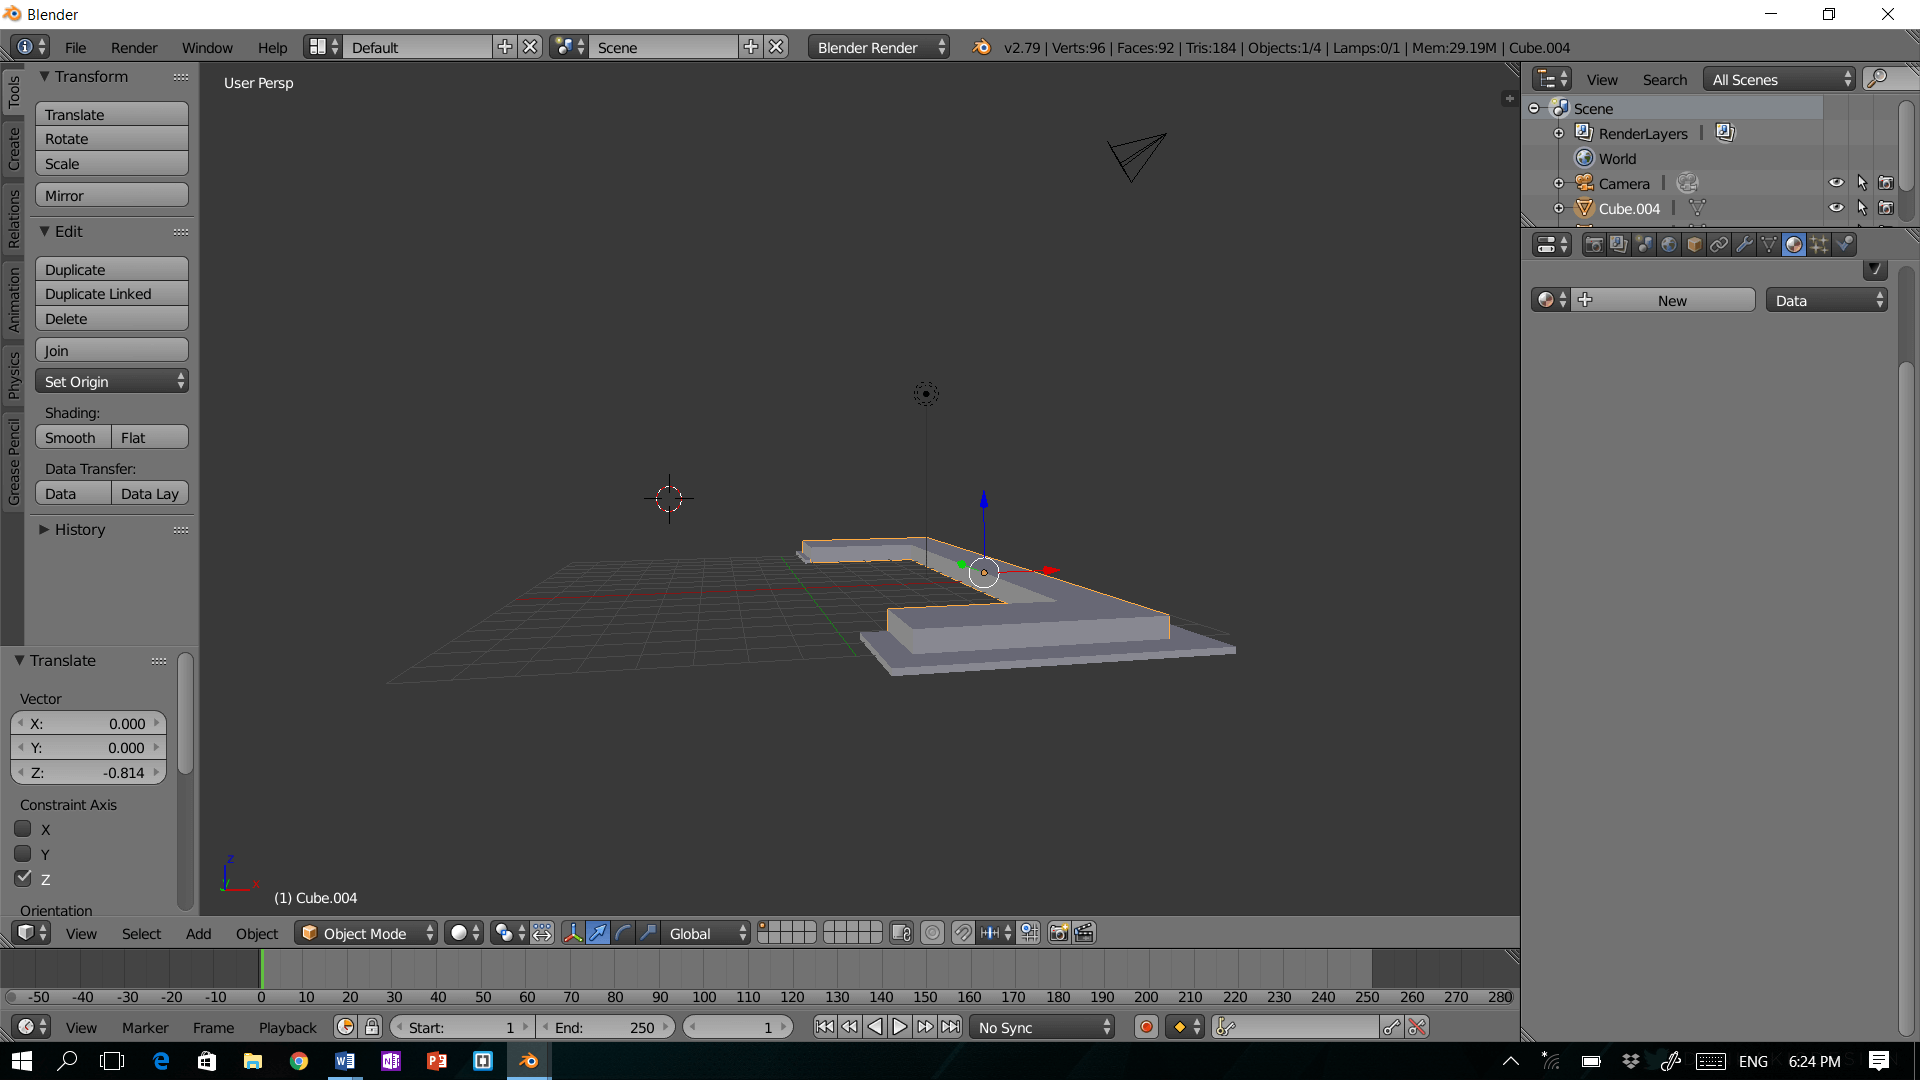 Blender
File Render Window Help Default Scene Blender Render v2.79 | Verts:96 | Faces:92 | Tris:184 | Objects:1/4 | Lamps:0/1 | Mem:29.19M | Cube.004
Tools
Create
Relations
Animation
Physics
Grease Pencil
Transform
Translate
Rotate
Scale
Mirror
Edit
Duplicate
Duplicate Linked
Delete
Join
Set Origin
Shading:
Smooth Flat
Data Transfer:
Data Data Lay
History
Translate
Vector
X: 0.000
Y: 0.000
Z: -0.814
Constraint Axis
X
Y
Z
Orientation
User Persp
Z
Y
X
(1) Cube.004
View Search All Scenes
Scene
RenderLayers
World
Camera
Cube.004
New Data
View Select Add Object Object Mode Global
-50 -40 -30 -20 -10 0 10 20 30 40 50 60 70 80 90 100 110 120 130 140 150 160 170 180 190 200 210 220 230 240 250 260 270 280
View Marker Frame Playback Start: 1 End: 250 1 No Sync
ENG 6:24 PM